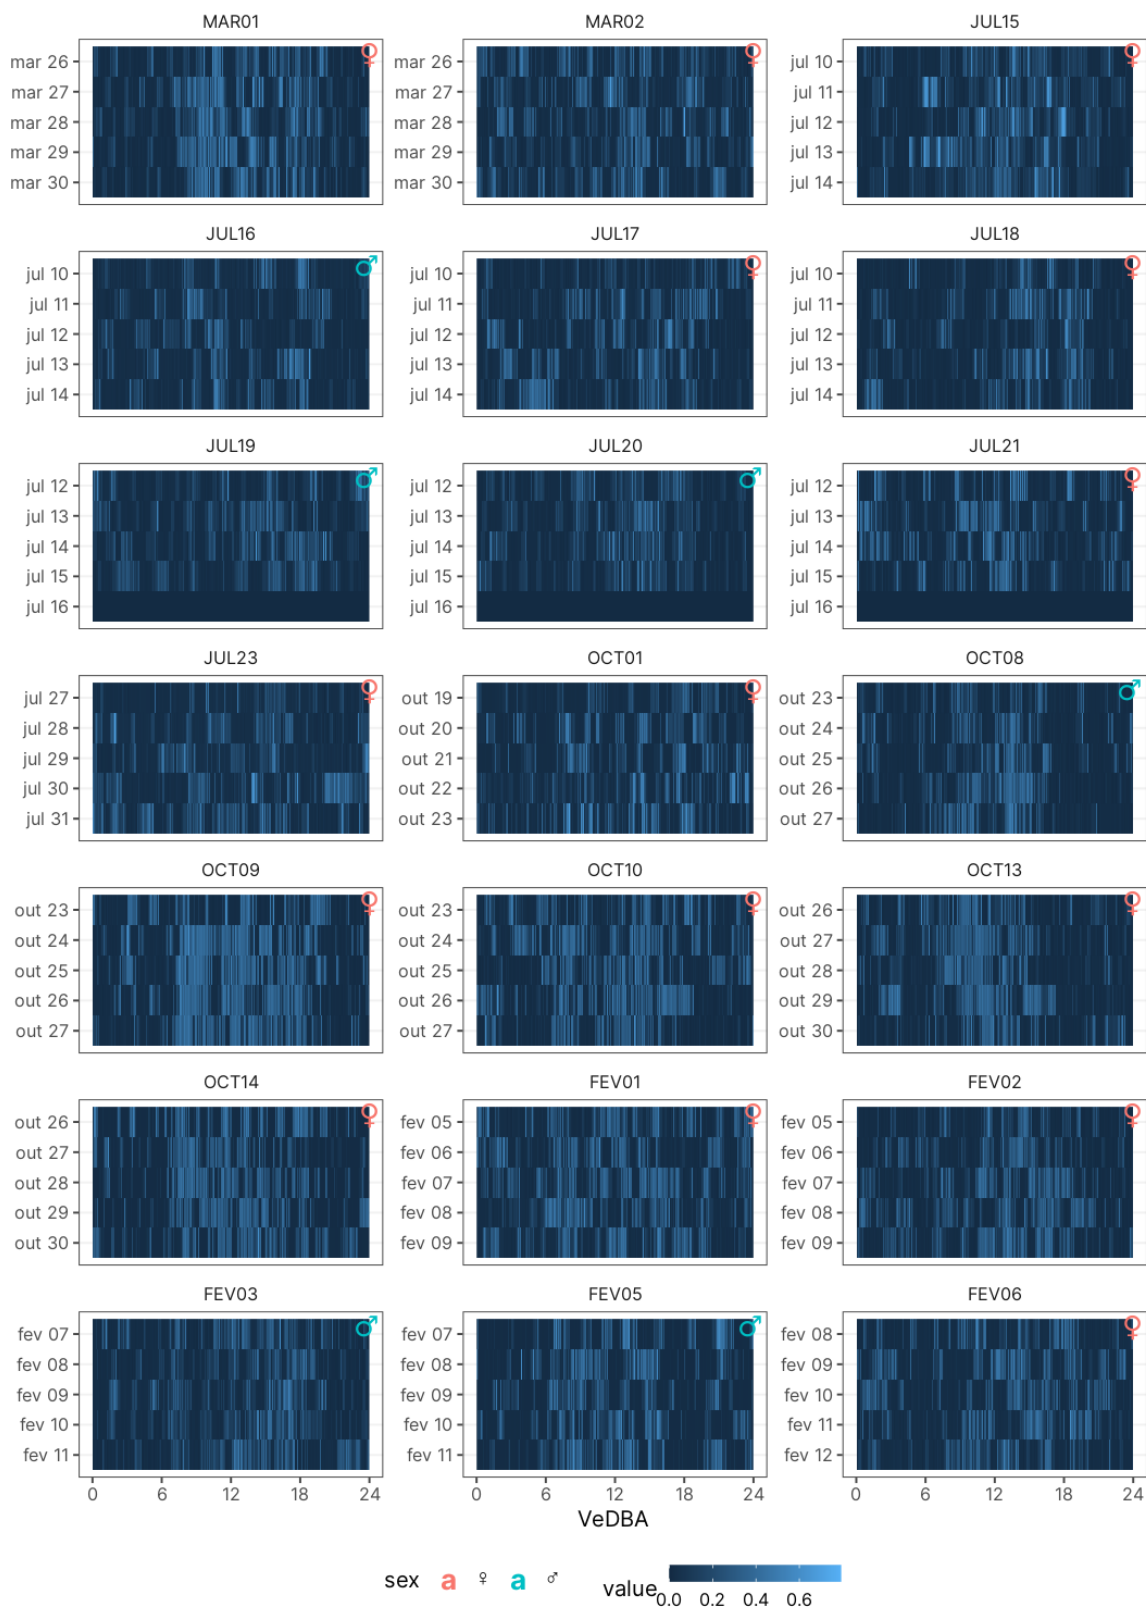 MAR01 MAR02 JUL15
mar 26 mar 26 jul 10
mar 27 mar 27 jul 11
mar 28 mar 28 jul 12
mar 29 mar 29 jul 13
mar 30 mar 30 jul 14
♀ ♀ ♀
JUL16 JUL17 JUL18
jul 10 jul 10 jul 10
jul 11 jul 11 jul 11
jul 12 jul 12 jul 12
jul 13 jul 13 jul 13
jul 14 jul 14 jul 14
♂ ♀ ♀
JUL19 JUL20 JUL21
jul 12 jul 12 jul 12
jul 13 jul 13 jul 13
jul 14 jul 14 jul 14
jul 15 jul 15 jul 15
jul 16 jul 16 jul 16
♂ ♂ ♀
JUL23 OCT01 OCT08
jul 27 out 19 out 23
jul 28 out 20 out 24
jul 29 out 21 out 25
jul 30 out 22 out 26
jul 31 out 23 out 27
♀ ♀ ♂
OCT09 OCT10 OCT13
out 23 out 23 out 26
out 24 out 24 out 27
out 25 out 25 out 28
out 26 out 26 out 29
out 27 out 27 out 30
♀ ♀ ♀
OCT14 FEV01 FEV02
out 26 fev 05 fev 05
out 27 fev 06 fev 06
out 28 fev 07 fev 07
out 29 fev 08 fev 08
out 30 fev 09 fev 09
♀ ♀ ♀
FEV03 FEV05 FEV06
fev 07 fev 07 fev 08
fev 08 fev 08 fev 09
fev 09 fev 09 fev 10
fev 10 fev 10 fev 11
fev 11 fev 11 fev 12
♂ ♂ ♀
0 6 12 18 24 0 6 12 18 24 0 6 12 18 24
VeDBA
sex a ♀ a ♂ value
0.0 0.2 0.4 0.6